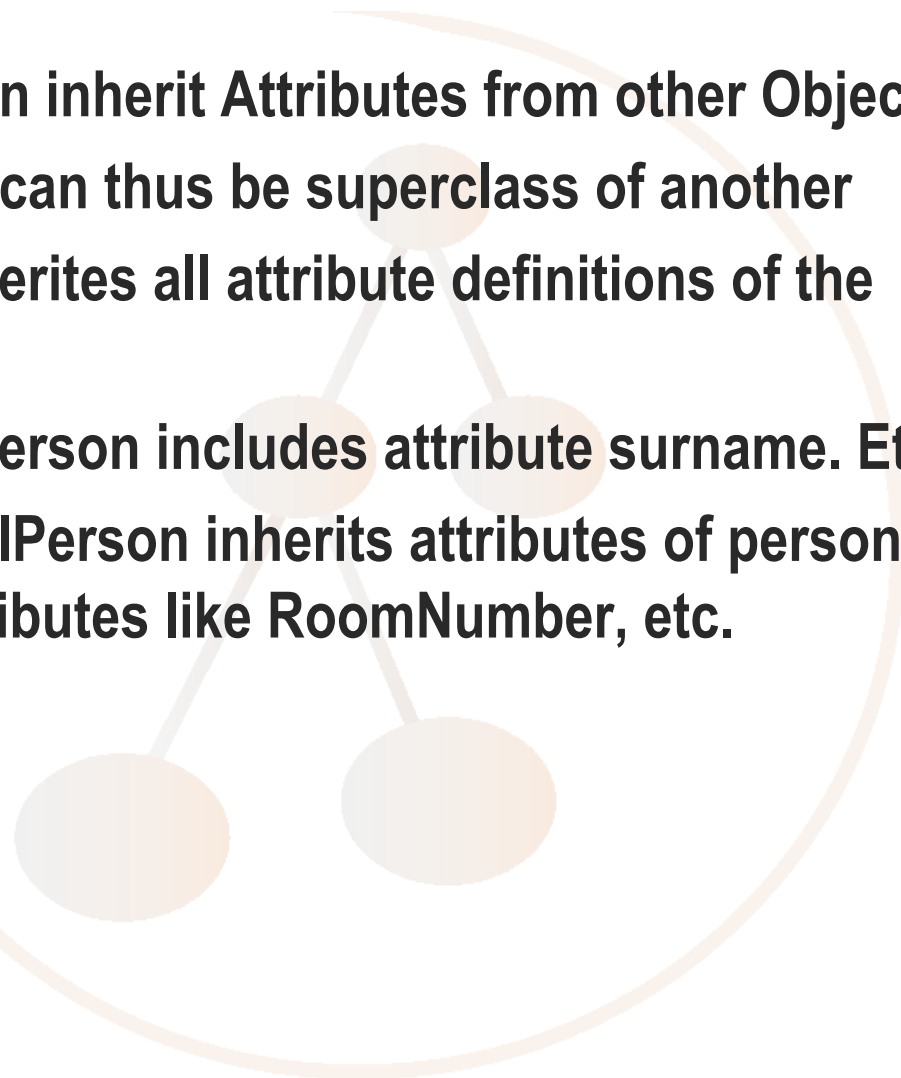 n inherit Attributes from other Objec
can thus be superclass of another
erites all attribute definitions of the
erson includes attribute surname. Et
lPerson inherits attributes of person
ibutes like RoomNumber, etc.